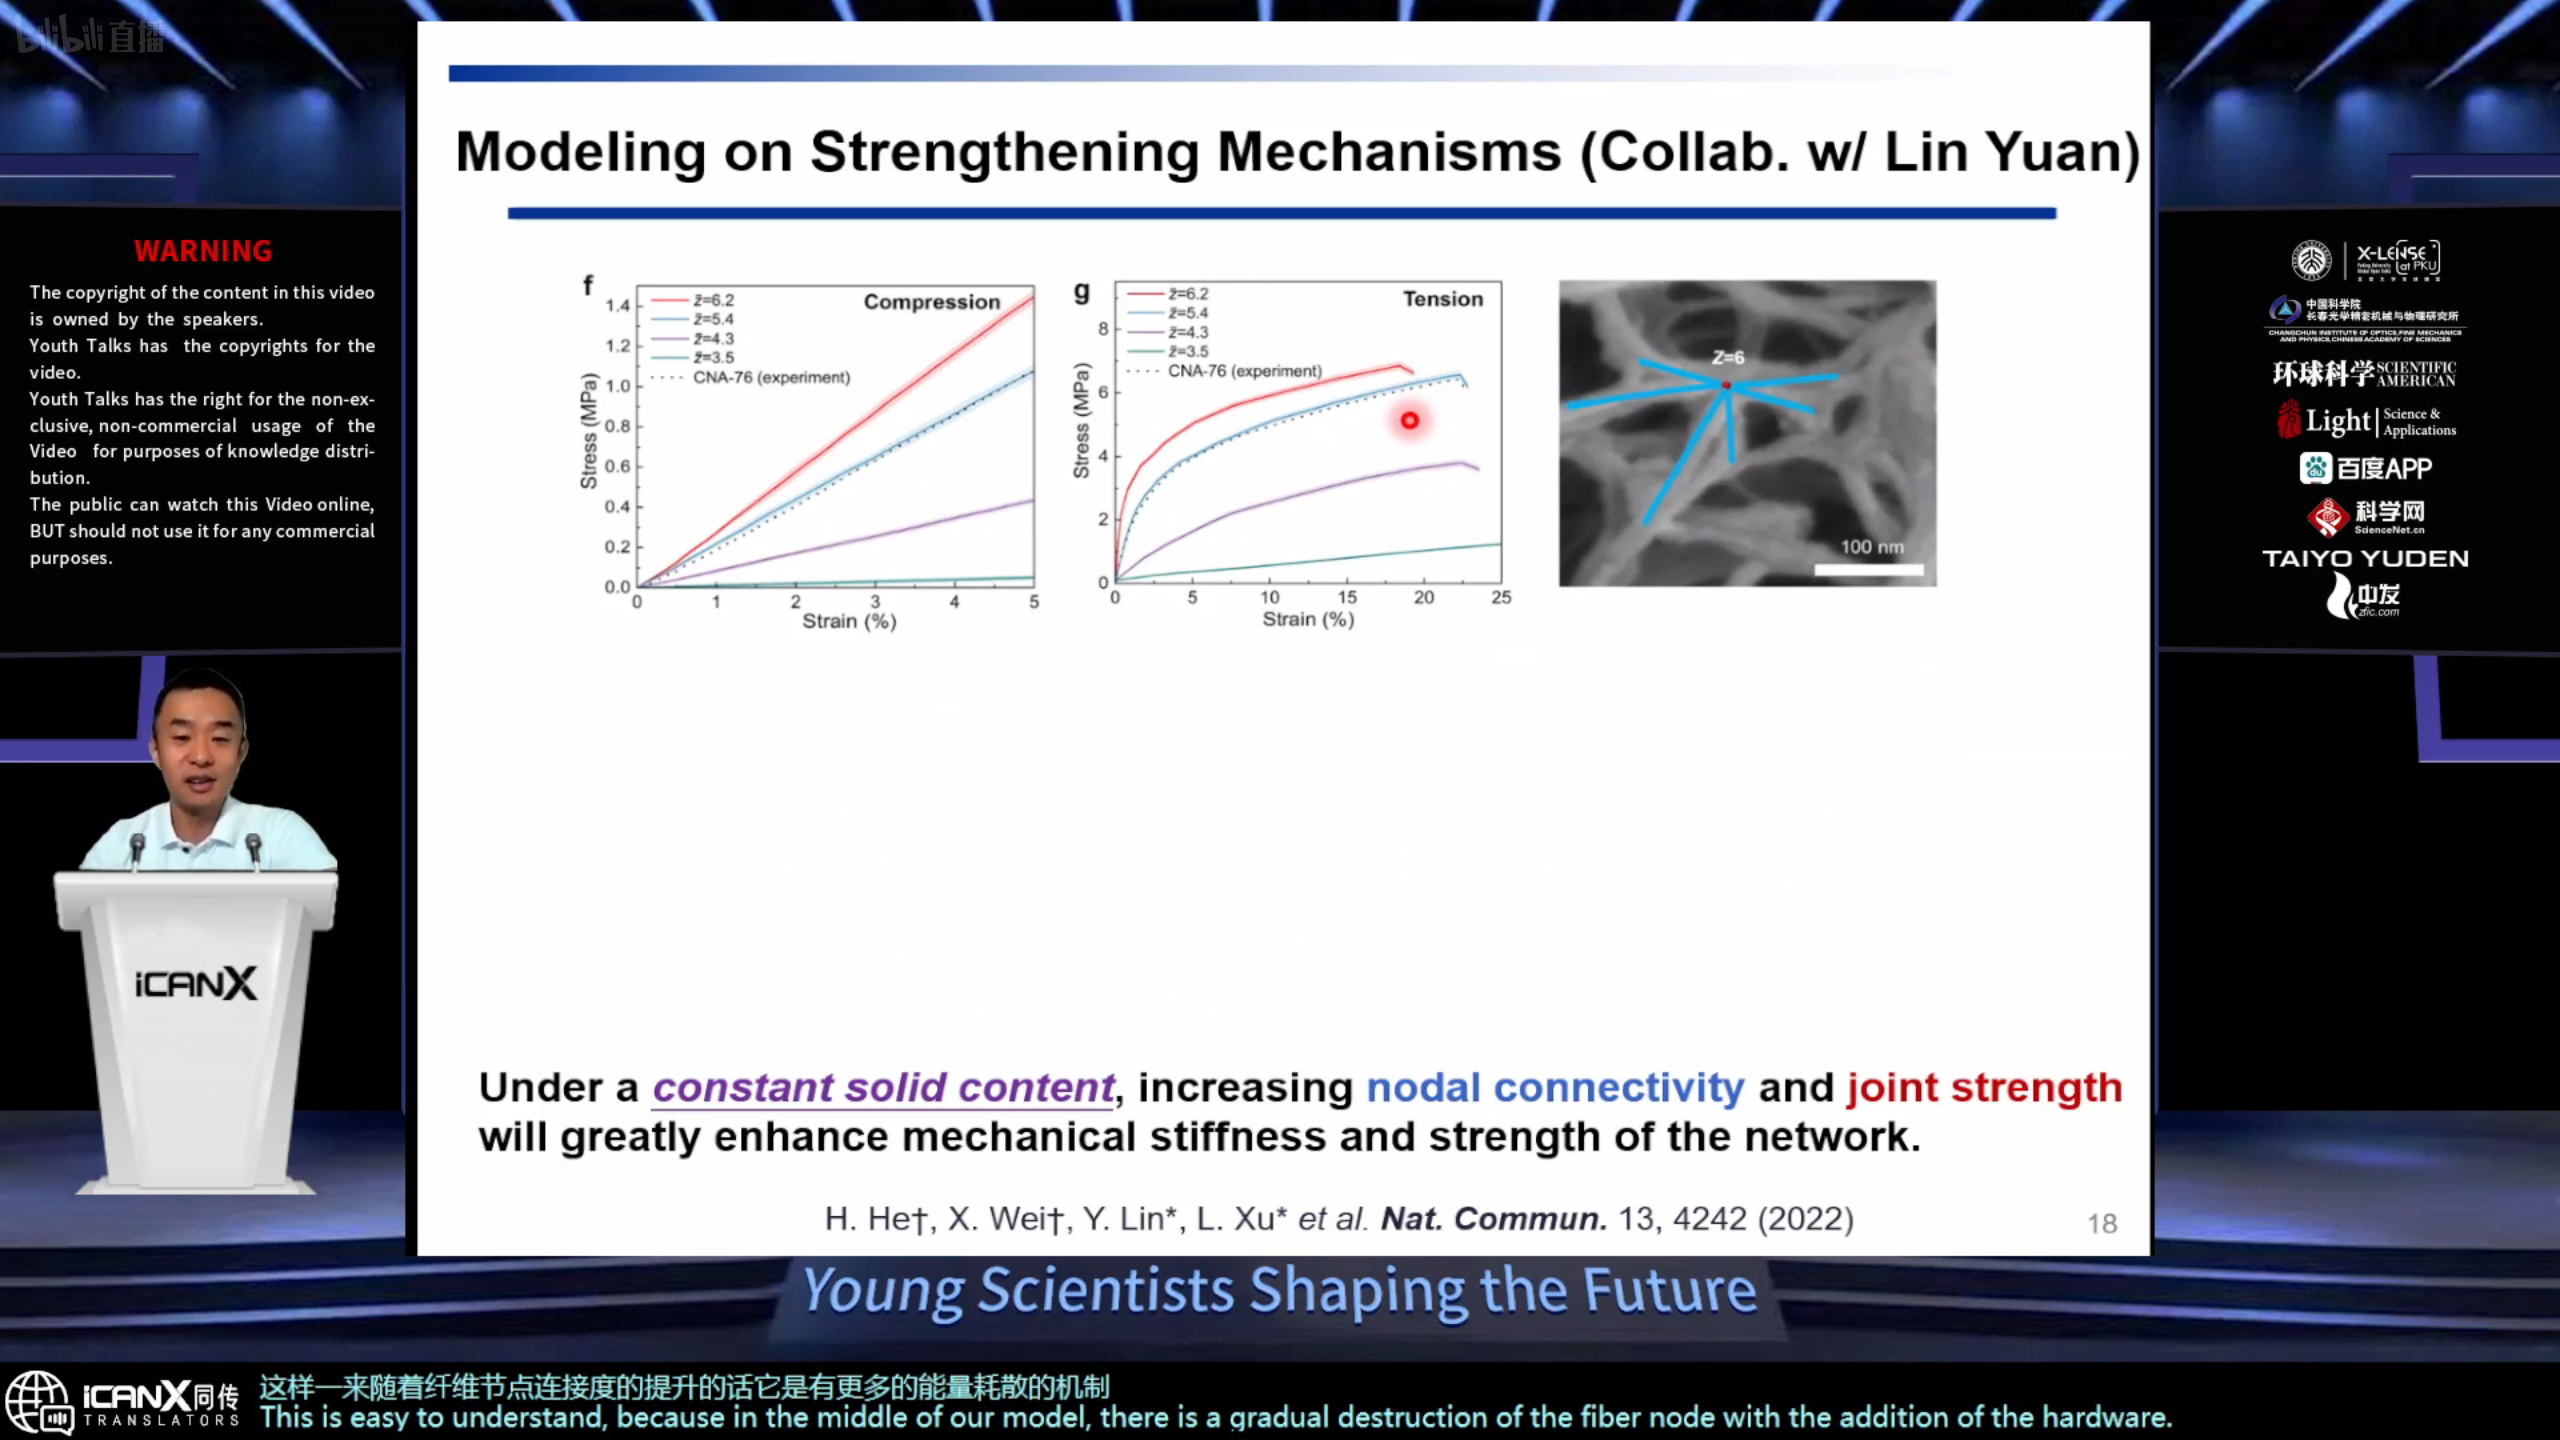 bilibili直播
WARNING
The copyright of the content in this video
is owned by the speakers.
Youth Talks has the copyrights for the
video.
Youth Talks has the right for the non-ex-
clusive, non-commercial usage of the
Video for purposes of knowledge distri-
bution.
The public can watch this Video online,
BUT should not use it for any commercial
purposes.
iCANX
Modeling on Strengthening Mechanisms (Collab. w/ Lin Yuan)
f
Compression
z̄=6.2
z̄=5.4
z̄=4.3
z̄=3.5
CNA-76 (experiment)
Stress (MPa)
1.4
1.2
1.0
0.8
0.6
0.4
0.2
0.0
0 1 2 3 4 5
Strain (%)
g
Tension
z̄=6.2
z̄=5.4
z̄=4.3
z̄=3.5
CNA-76 (experiment)
Stress (MPa)
8
6
4
2
0
0 5 10 15 20 25
Strain (%)
Z=6
100 nm
Under a constant solid content, increasing nodal connectivity and joint strength
will greatly enhance mechanical stiffness and strength of the network.
H. He†, X. Wei†, Y. Lin*, L. Xu* et al. Nat. Commun. 13, 4242 (2022)
18
X-LENSE
at PKU
中国科学院
长春光学精密机械与物理研究所
CHANGCHUN INSTITUTE OF OPTICS,FINE MECHANICS
AND PHYSICS,CHINESE ACADEMY OF SCIENCES
环球科学 SCIENTIFIC
AMERICAN
Light Science &
Applications
du 百度APP
科学网
ScienceNet.cn
TAIYO YUDEN
中发
zfic.com
Young Scientists Shaping the Future
iCANX同传
TRANSLATORS
这样一来随着纤维节点连接度的提升的话它是有更多的能量耗散的机制
This is easy to understand, because in the middle of our model, there is a gradual destruction of the fiber node with the addition of the hardware.